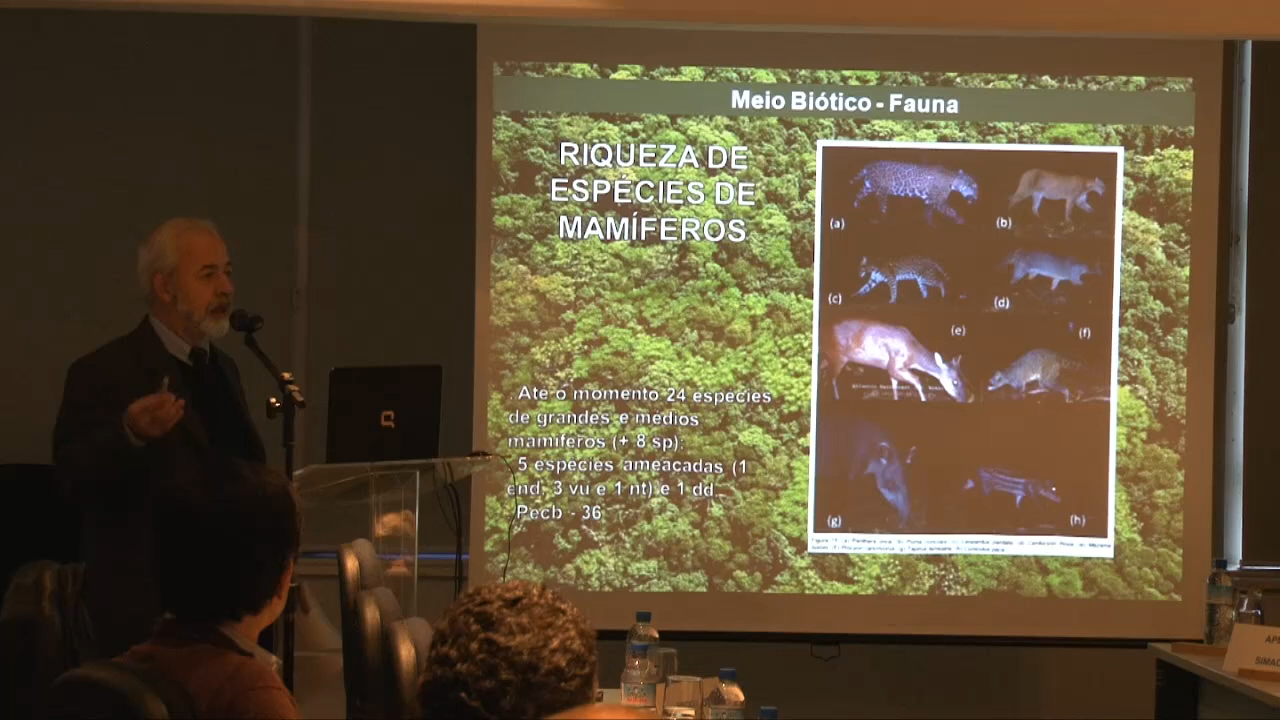 Meio Biótico - Fauna
RIQUEZA DE
ESPÉCIES DE
MAMÍFEROS
(a)
(b)
(c)
(d)
(e)
(f)
(g)
(h)
Ate o momento 24 especies
de grandes e medios
mamiferos (+ 8 sp):
5 especies ameaçadas (1
end, 3 vu e 1 nt) e 1 dd.
Pecb - 36